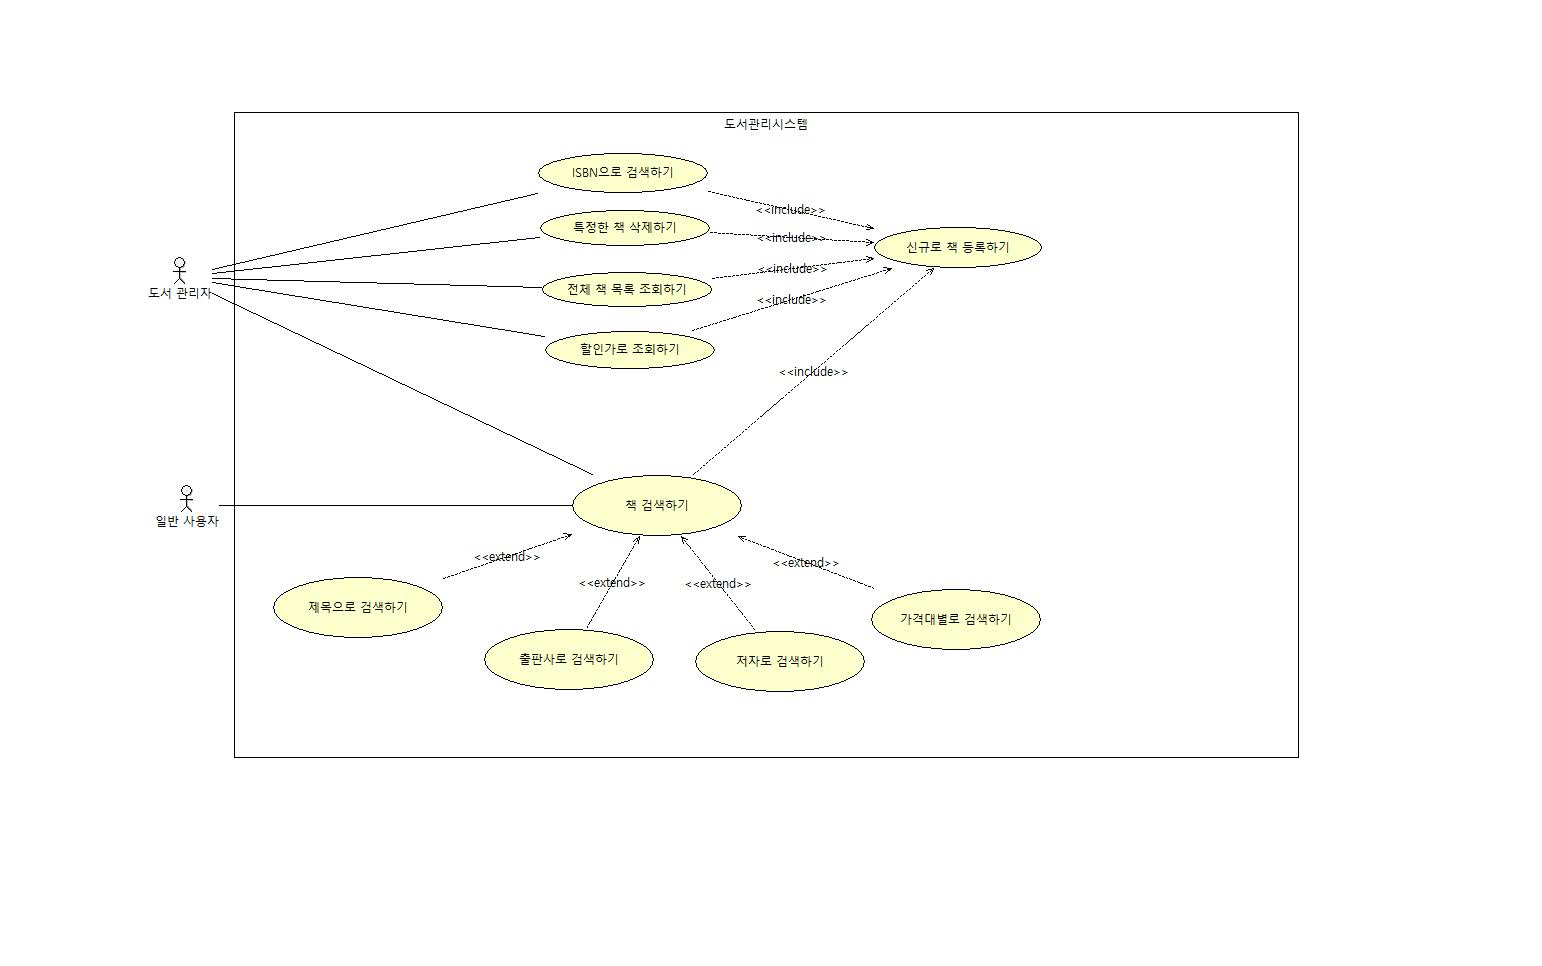 도서관리시스템
ISBN으로 검색하기
<<include>>
특정한 책 삭제하기
<<include>>
신규로 책 등록하기
전체 책 목록 조회하기
<<include>>
도서 관리자
<<include>>
할인가로 조회하기
<<include>>
책 검색하기
일반 사용자
<<extend>>
<<extend>>
<<extend>>
<<extend>>
제목으로 검색하기
출판사로 검색하기
저자로 검색하기
가격대별로 검색하기